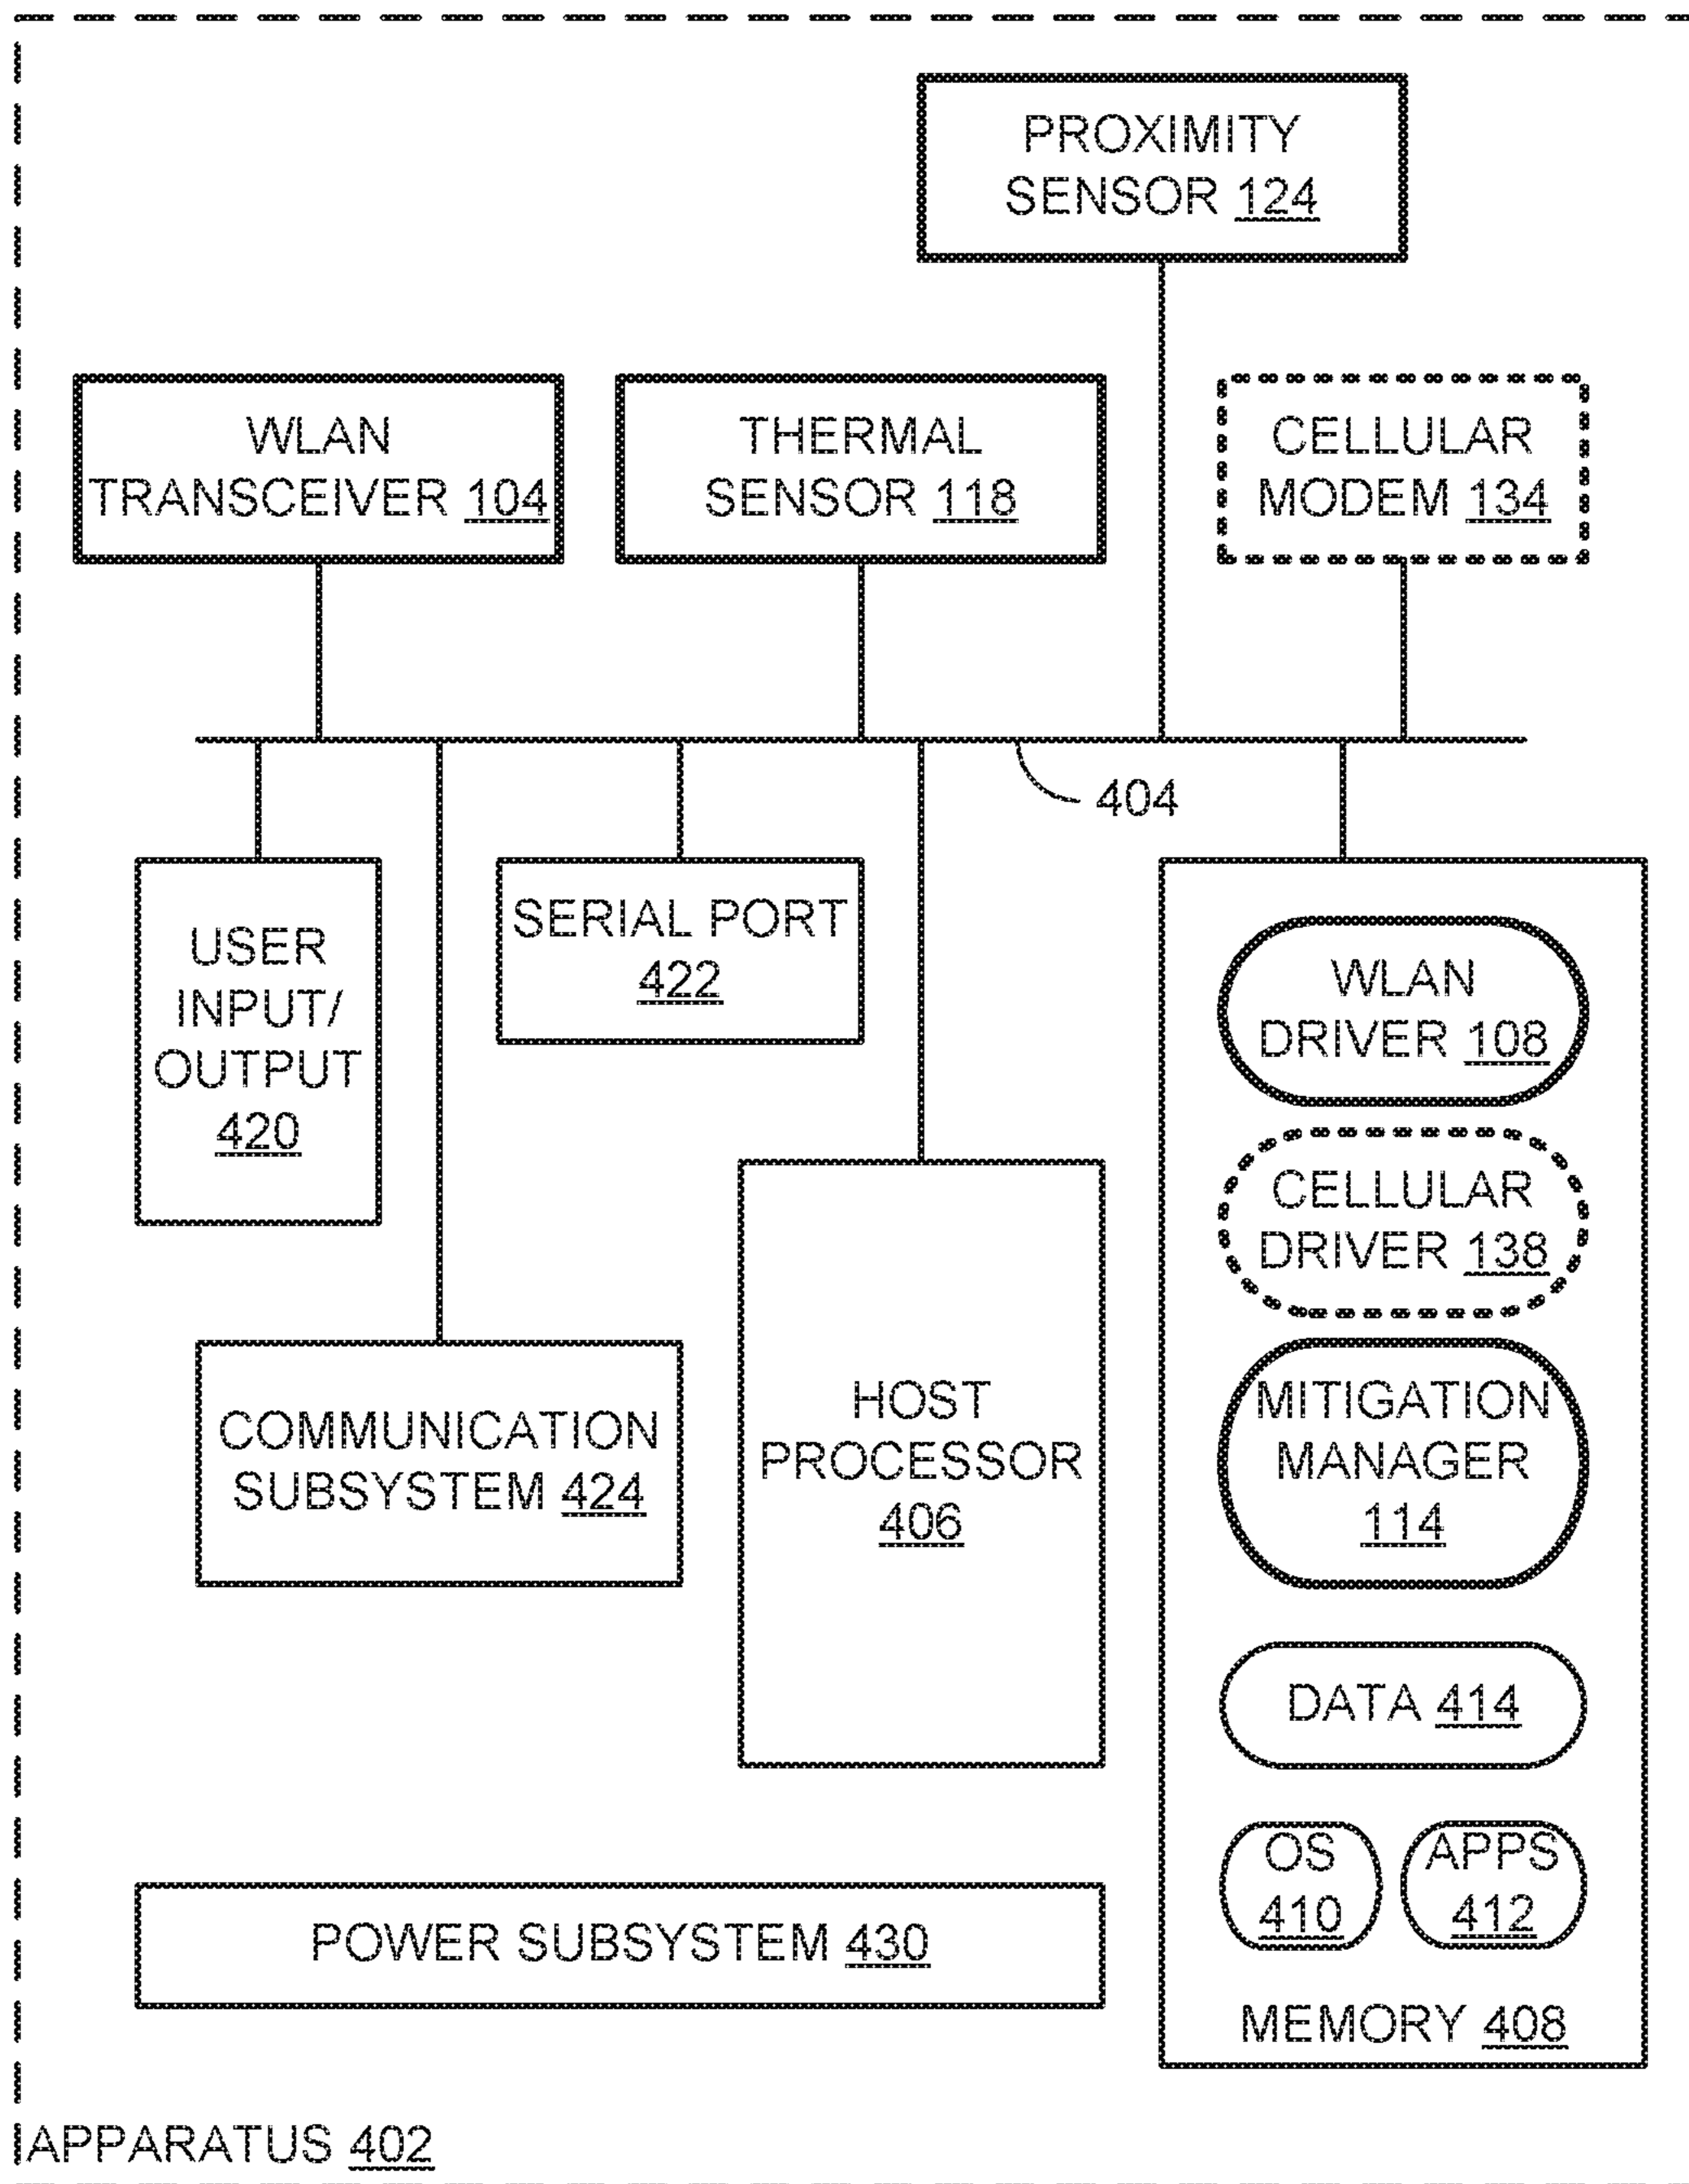 PROXIMITY
SENSOR 124
WLAN
TRANSCEIVER 104
THERMAL
SENSOR 118
CELLULAR
MODEM 134
404
USER
INPUT/
OUTPUT
420
SERIAL PORT
422
WLAN
DRIVER 108
CELLULAR
DRIVER 138
COMMUNICATION
SUBSYSTEM 424
HOST
PROCESSOR
406
MITIGATION
MANAGER
114
DATA 414
OS
410
APPS
412
POWER SUBSYSTEM 430
MEMORY 408
APPARATUS 402